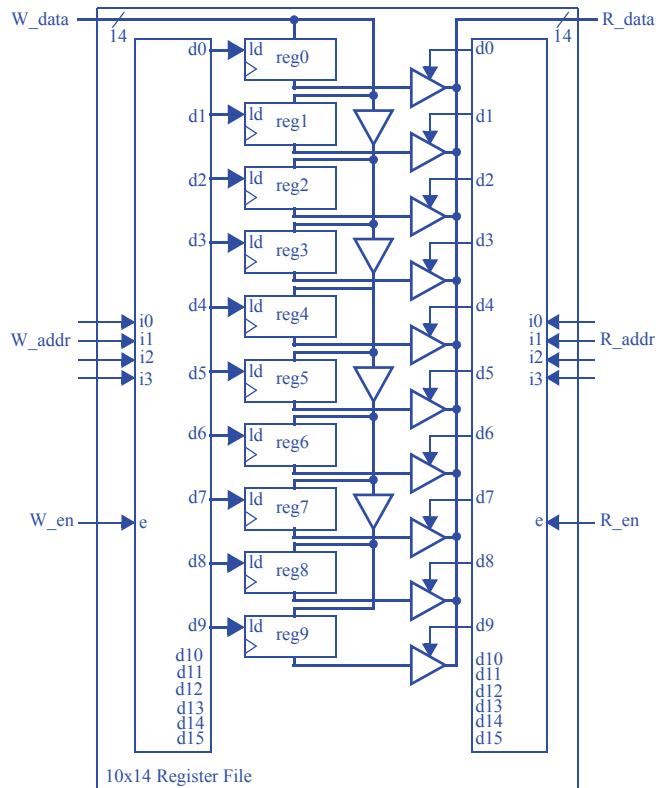 W_data
R_data
14
14
d0
ld
reg0
d0
d1
ld
reg1
d1
d2
ld
reg2
d2
d3
ld
reg3
d3
d4
ld
reg4
d4
i0
i0
W_addr
i1
i1
R_addr
i2
i2
i3
i3
d5
ld
reg5
d5
d6
ld
reg6
d6
d7
ld
reg7
d7
W_en
e
e
R_en
d8
ld
reg8
d8
d9
ld
reg9
d9
d10
d10
d11
d11
d12
d12
d13
d13
d14
d14
d15
d15
10x14 Register File